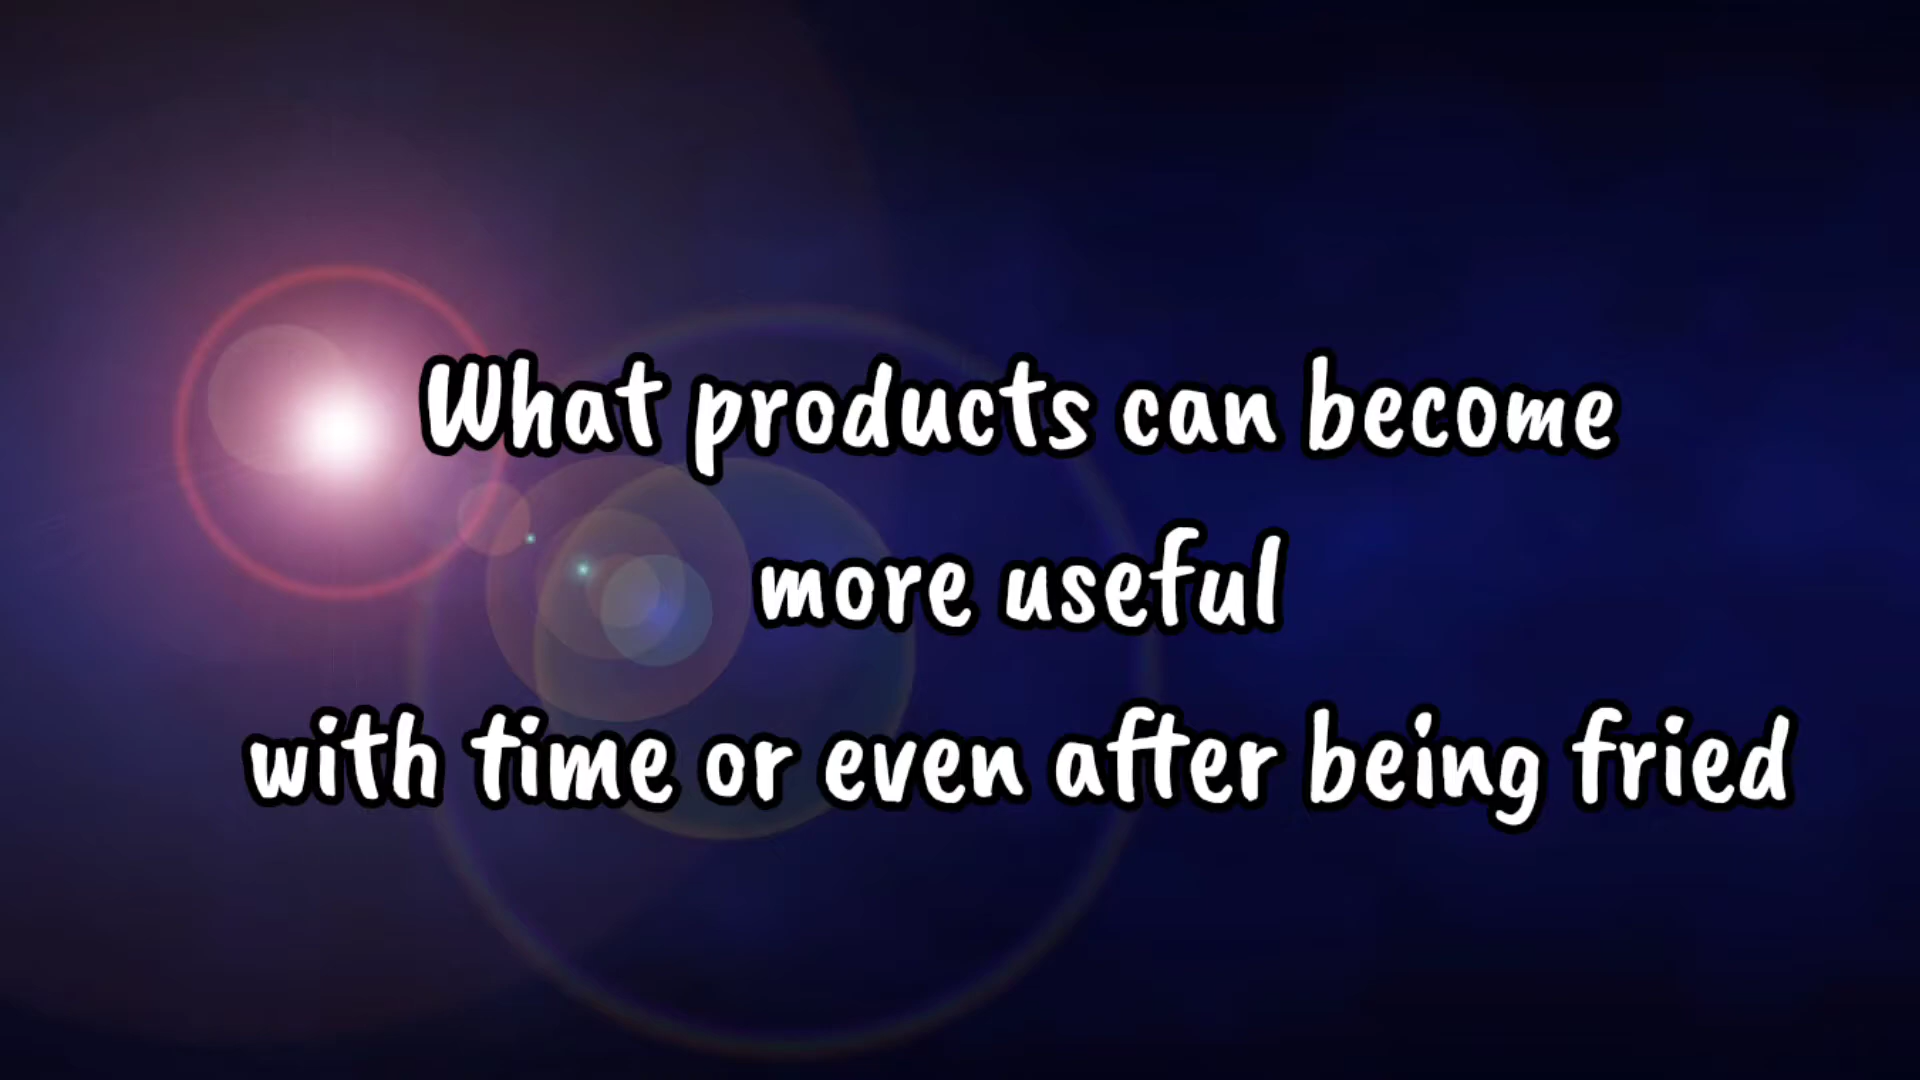 What products can become
more useful
with time or even after being fried